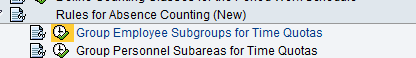 Rules for Absence Counting (New)
Group Employee Subgroups for Time Quotas
Group Personnel Subareas for Time Quotas